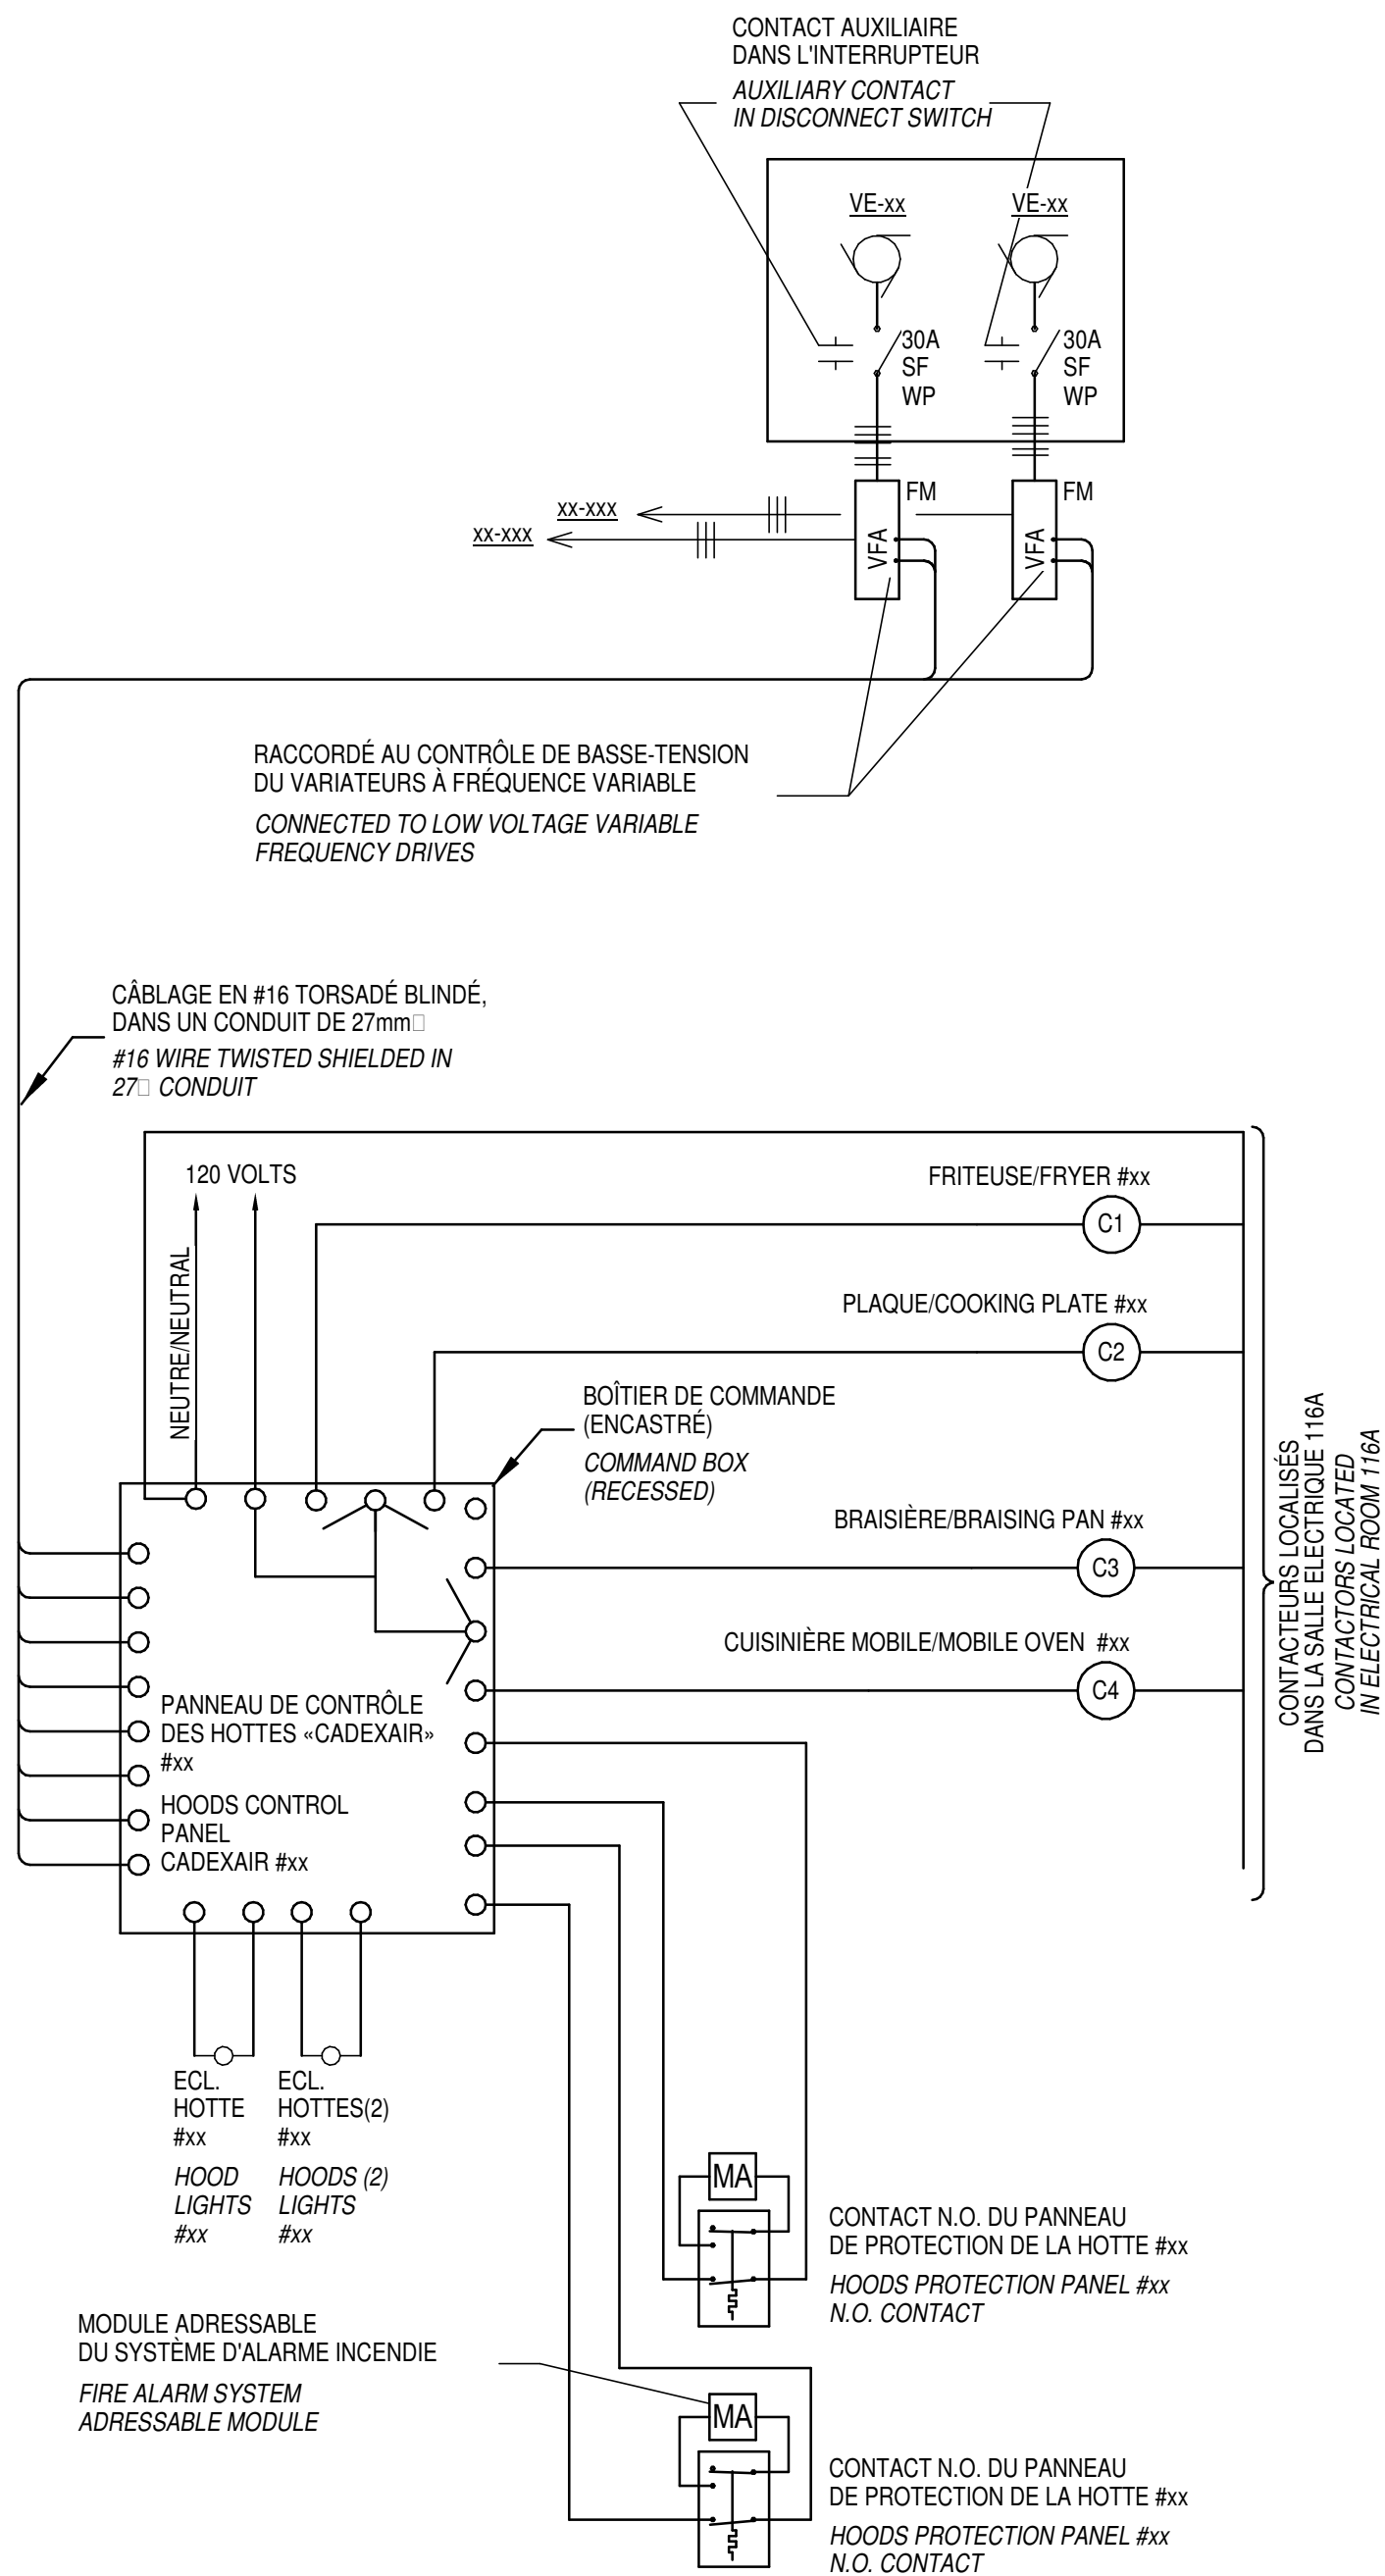 CONTACT AUXILIAIRE
DANS L'INTERRUPTEUR
AUXILIARY CONTACT
IN DISCONNECT SWITCH
VE-xx
VE-xx
30A
SF
WP
30A
SF
WP
FM
FM
xx-xxx
xx-xxx
VFA
VFA
RACCORDÉ AU CONTRÔLE DE BASSE-TENSION
DU VARIATEURS À FRÉQUENCE VARIABLE
CONNECTED TO LOW VOLTAGE VARIABLE
FREQUENCY DRIVES
CÂBLAGE EN #16 TORSADÉ BLINDÉ,
DANS UN CONDUIT DE 27mm□
#16 WIRE TWISTED SHIELDED IN
27□ CONDUIT
120 VOLTS
NEUTRE/NEUTRAL
FRITEUSE/FRYER #xx
C1
PLAQUE/COOKING PLATE #xx
C2
BOÎTIER DE COMMANDE
(ENCASTRÉ)
COMMAND BOX
(RECESSED)
BRAISIÈRE/BRAISING PAN #xx
C3
CUISINIÈRE MOBILE/MOBILE OVEN #xx
C4
CONTACTEURS LOCALISÉS
DANS LA SALLE ELECTRIQUE 116A
CONTACTORS LOCATED
IN ELECTRICAL ROOM 116A
PANNEAU DE CONTRÔLE
DES HOTTES «CADEXAIR»
#xx
HOODS CONTROL
PANEL
CADEXAIR #xx
ECL.
HOTTE
#xx
HOOD
LIGHTS
#xx
ECL.
HOTTES(2)
#xx
HOODS (2)
LIGHTS
#xx
MA
CONTACT N.O. DU PANNEAU
DE PROTECTION DE LA HOTTE #xx
HOODS PROTECTION PANEL #xx
N.O. CONTACT
MODULE ADRESSABLE
DU SYSTÈME D'ALARME INCENDIE
FIRE ALARM SYSTEM
ADRESSABLE MODULE
MA
CONTACT N.O. DU PANNEAU
DE PROTECTION DE LA HOTTE #xx
HOODS PROTECTION PANEL #xx
N.O. CONTACT